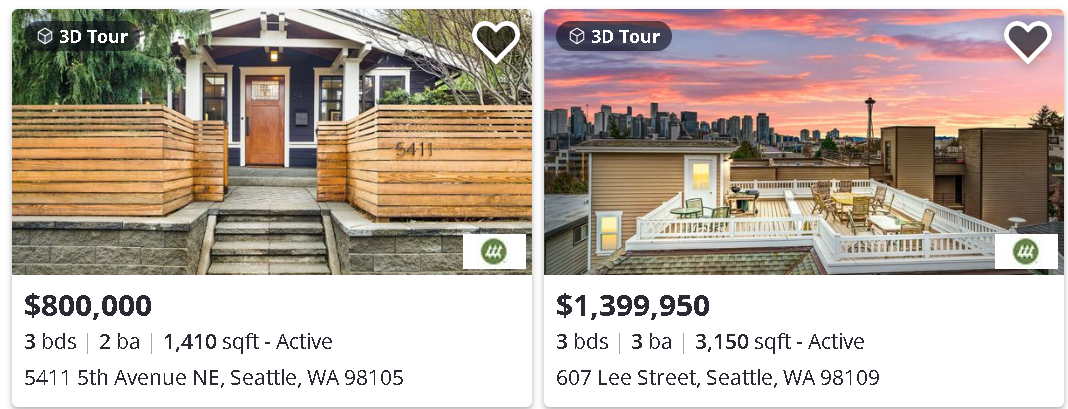 3D Tour
5411
$800,000
3 bds | 2 ba | 1,410 sqft - Active
5411 5th Avenue NE, Seattle, WA 98105
3D Tour
$1,399,950
3 bds | 3 ba | 3,150 sqft - Active
607 Lee Street, Seattle, WA 98109